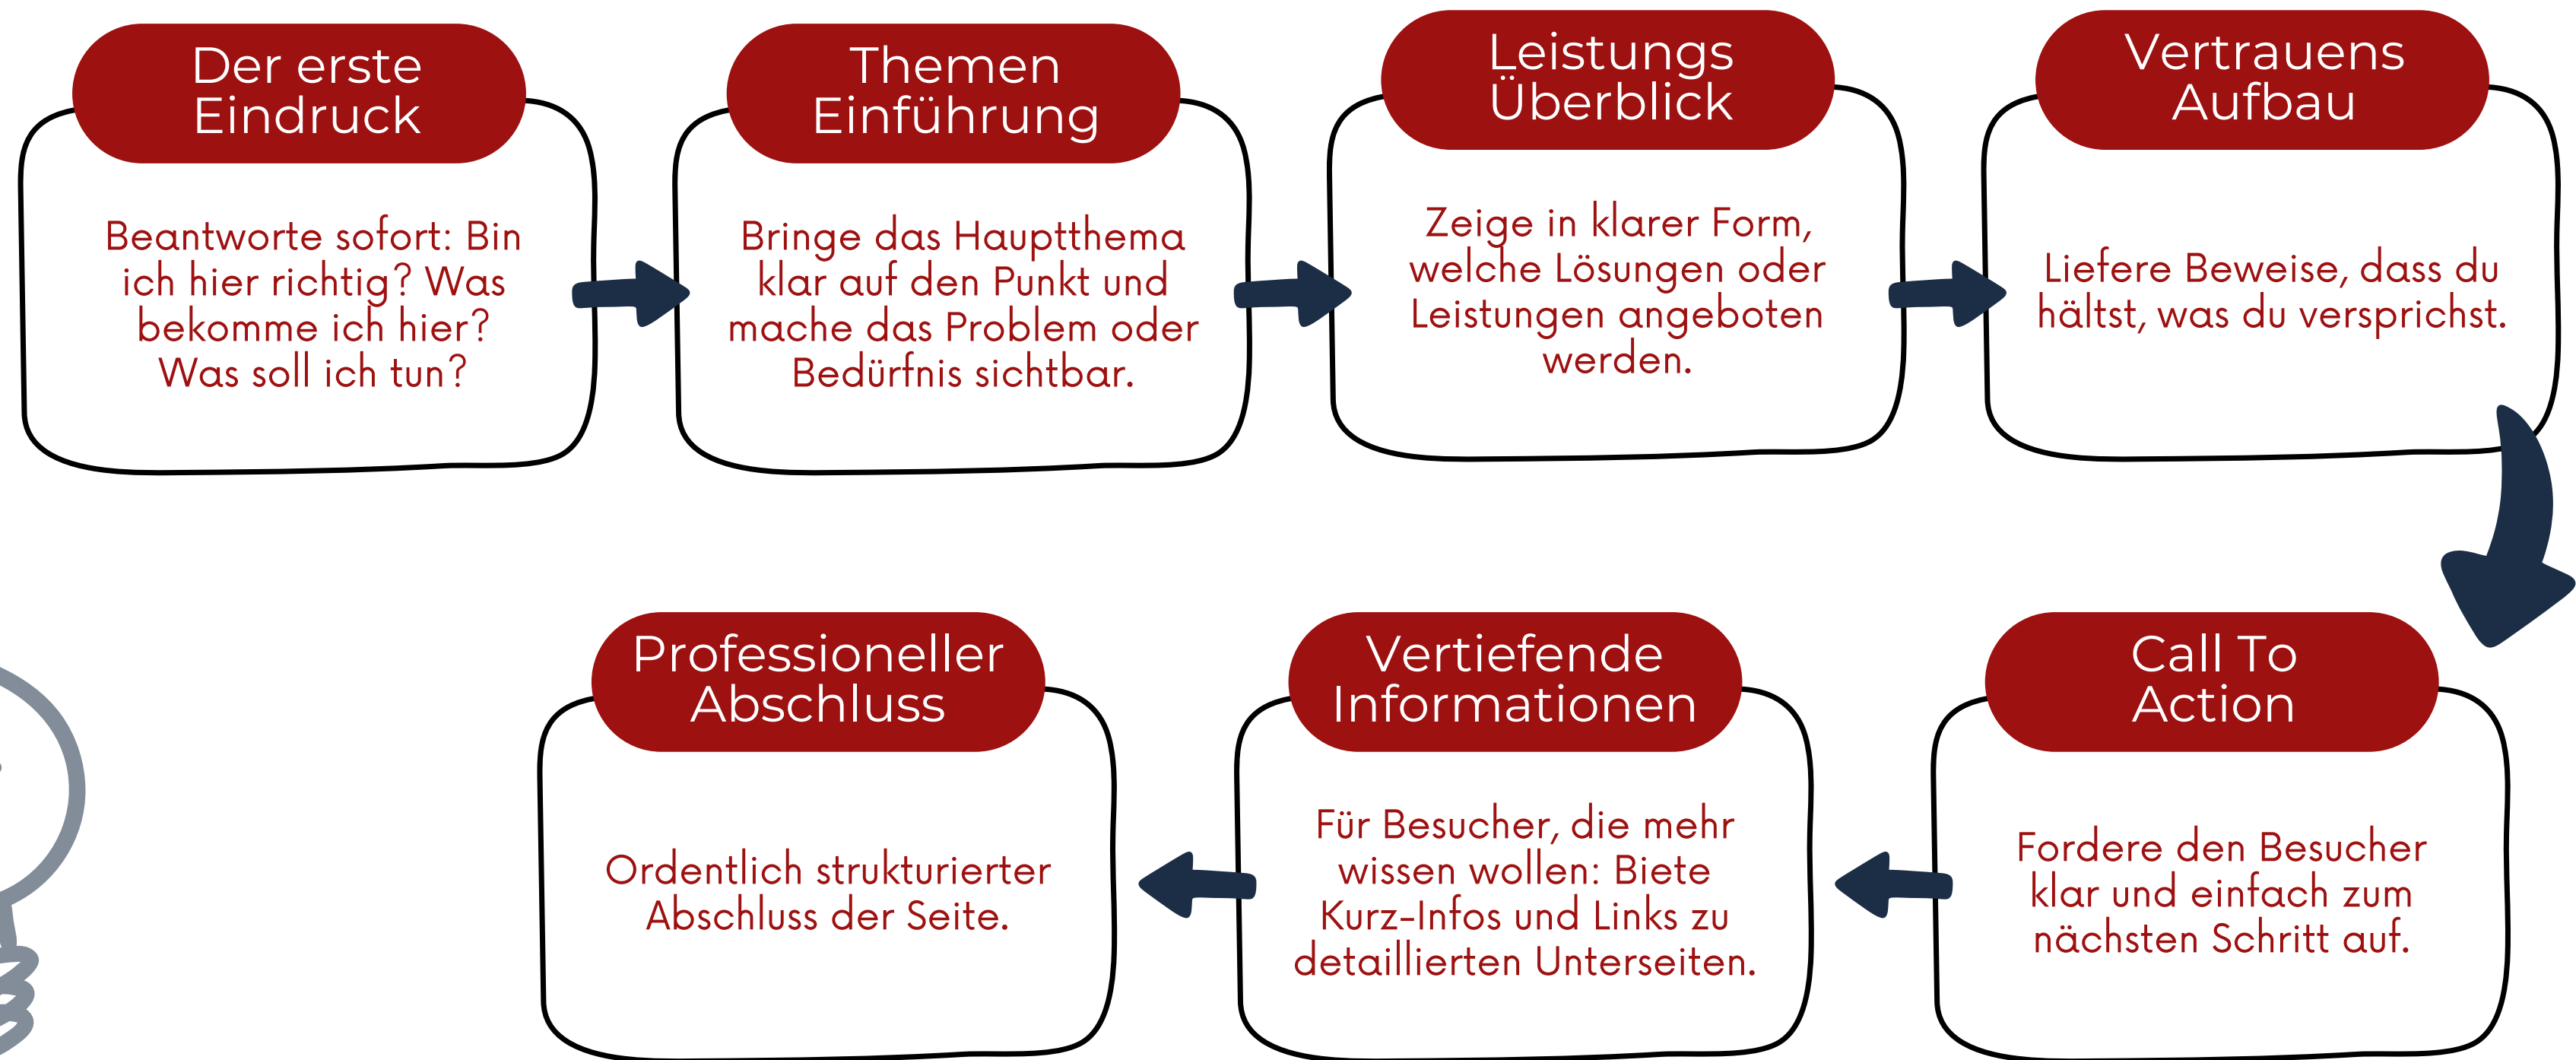 Der erste
Eindruck
Beantworte sofort: Bin
ich hier richtig? Was
bekomme ich hier?
Was soll ich tun?
Themen
Einführung
Bringe das Hauptthema
klar auf den Punkt und
mache das Problem oder
Bedürfnis sichtbar.
Leistungs
Überblick
Zeige in klarer Form,
welche Lösungen oder
Leistungen angeboten
werden.
Vertrauens
Aufbau
Liefere Beweise, dass du
hältst, was du versprichst.
Call To
Action
Fordere den Besucher
klar und einfach zum
nächsten Schritt auf.
Vertiefende
Informationen
Für Besucher, die mehr
wissen wollen: Biete
Kurz-Infos und Links zu
detaillierten Unterseiten.
Professioneller
Abschluss
Ordentlich strukturierter
Abschluss der Seite.